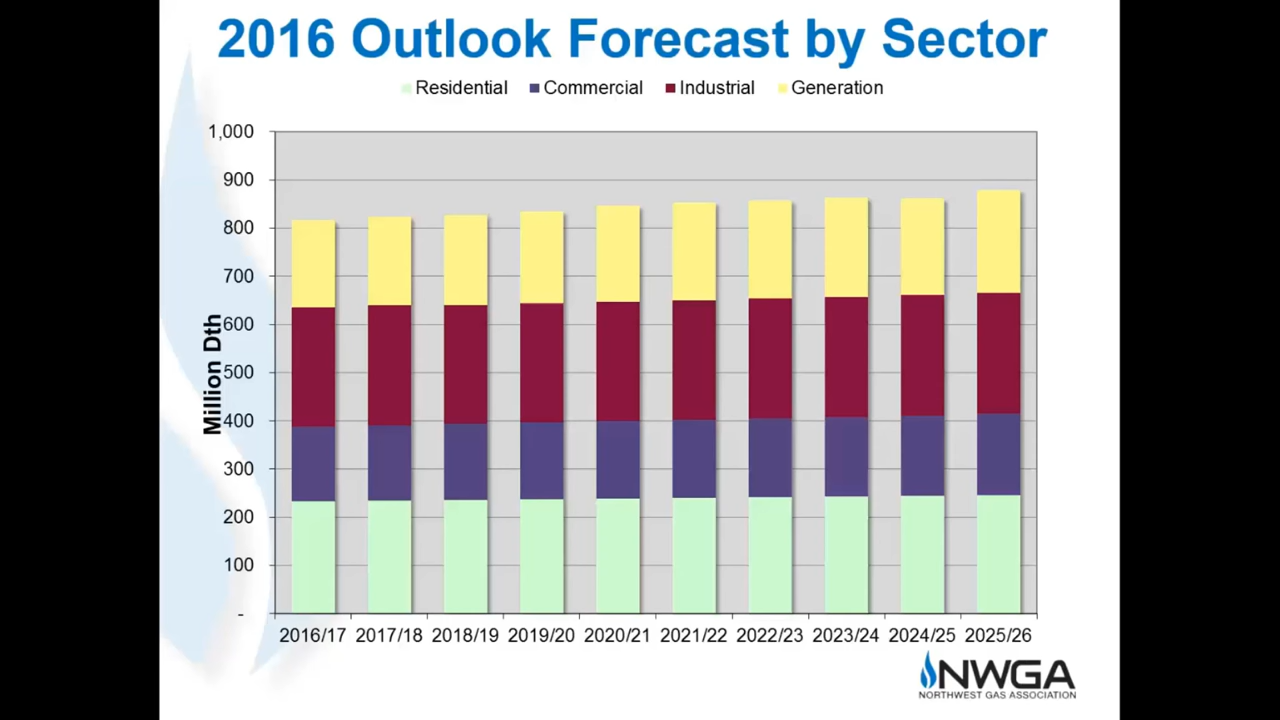 2016 Outlook Forecast by Sector
Residential Commercial Industrial Generation
1,000
900
800
700
600
500
400
300
200
100
-
Million Dth
2016/17 2017/18 2018/19 2019/20 2020/21 2021/22 2022/23 2023/24 2024/25 2025/26
NWGA
NORTHWEST GAS ASSOCIATION